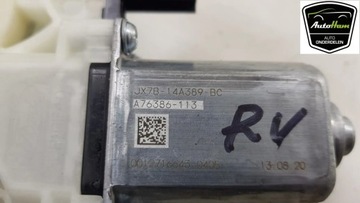 AutoHam
AUTO
ONDERDELEN
JX7B-14A389-BC
A76386-113
RV
13.08.20